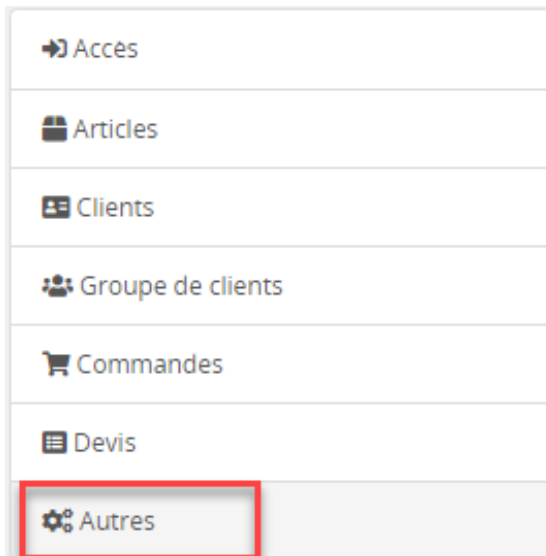 Accès
Articles
Clients
Groupe de clients
Commandes
Devis
Autres